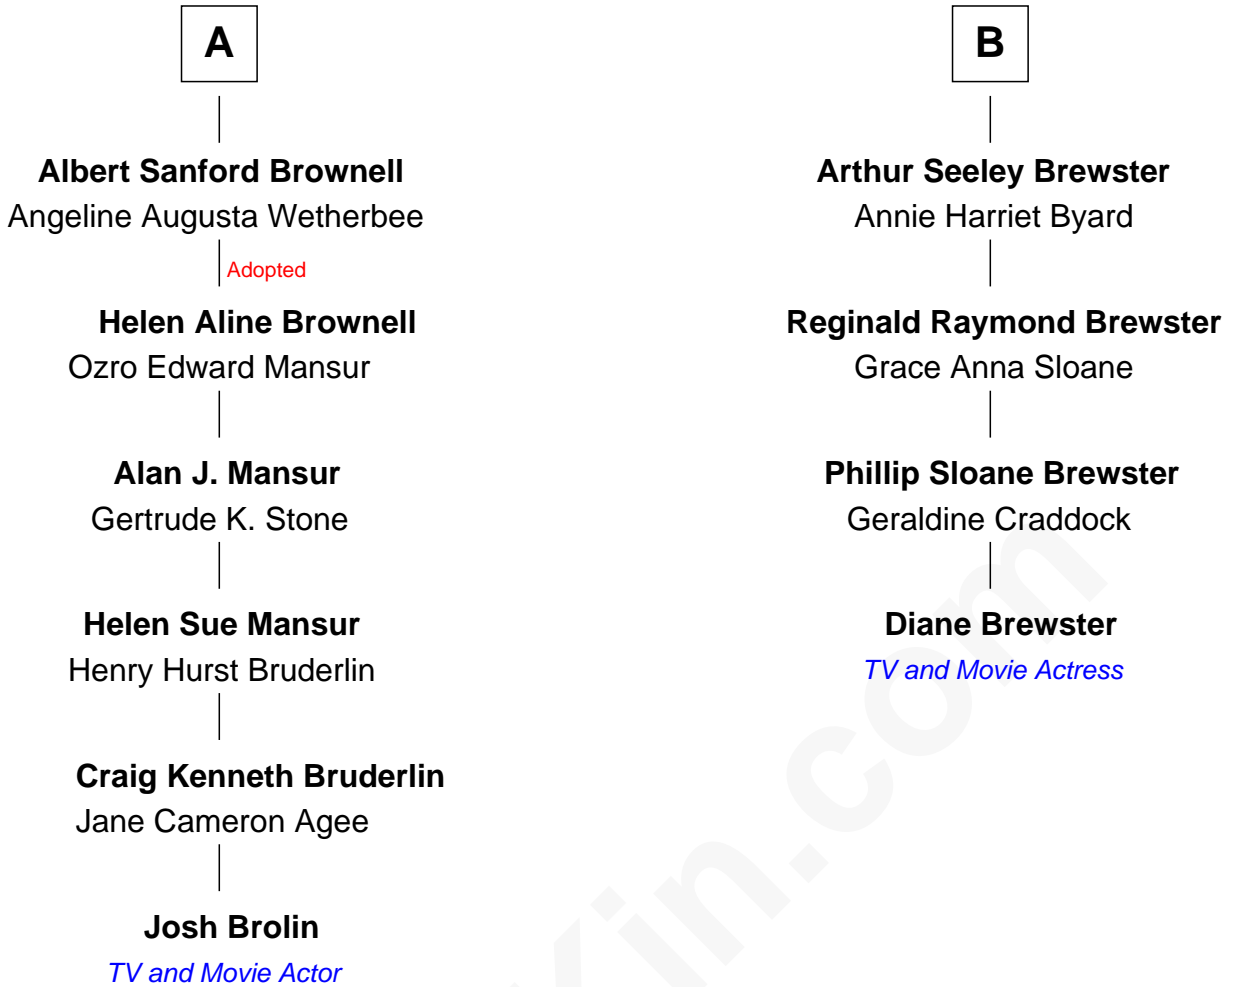 A
Albert Sanford Brownell
Angeline Augusta Wetherbee
Adopted
Helen Aline Brownell
Ozro Edward Mansur
Alan J. Mansur
Gertrude K. Stone
Helen Sue Mansur
Henry Hurst Bruderlin
Craig Kenneth Bruderlin
Jane Cameron Agee
Josh Brolin
TV and Movie Actor
B
Arthur Seeley Brewster
Annie Harriet Byard
Reginald Raymond Brewster
Grace Anna Sloane
Phillip Sloane Brewster
Geraldine Craddock
Diane Brewster
TV and Movie Actress
Kin.com